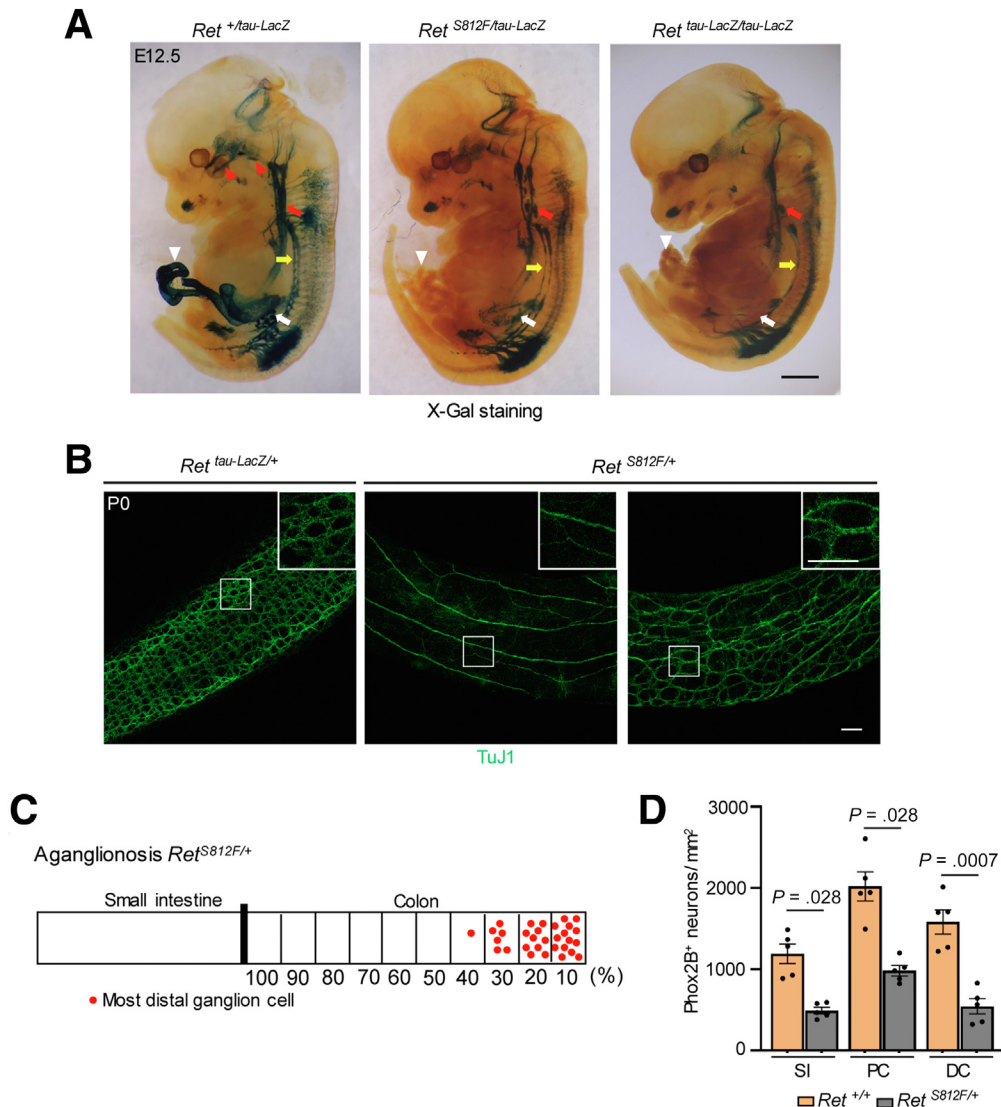 A
Ret +/tau-LacZ
Ret S812F/tau-LacZ
Ret tau-LacZ/tau-LacZ
E12.5
X-Gal staining
B
Ret tau-LacZ/+
Ret S812F/+
P0
TuJ1
C
Aganglionosis Ret S812F/+
Small intestine
Colon
100 90 80 70 60 50 40 30 20 10 (%)
Most distal ganglion cell
D
3000
2000
1000
0
Phox2B+ neurons/mm²
P = .028
P = .028
P = .0007
SI PC DC
Ret +/+ Ret S812F/+